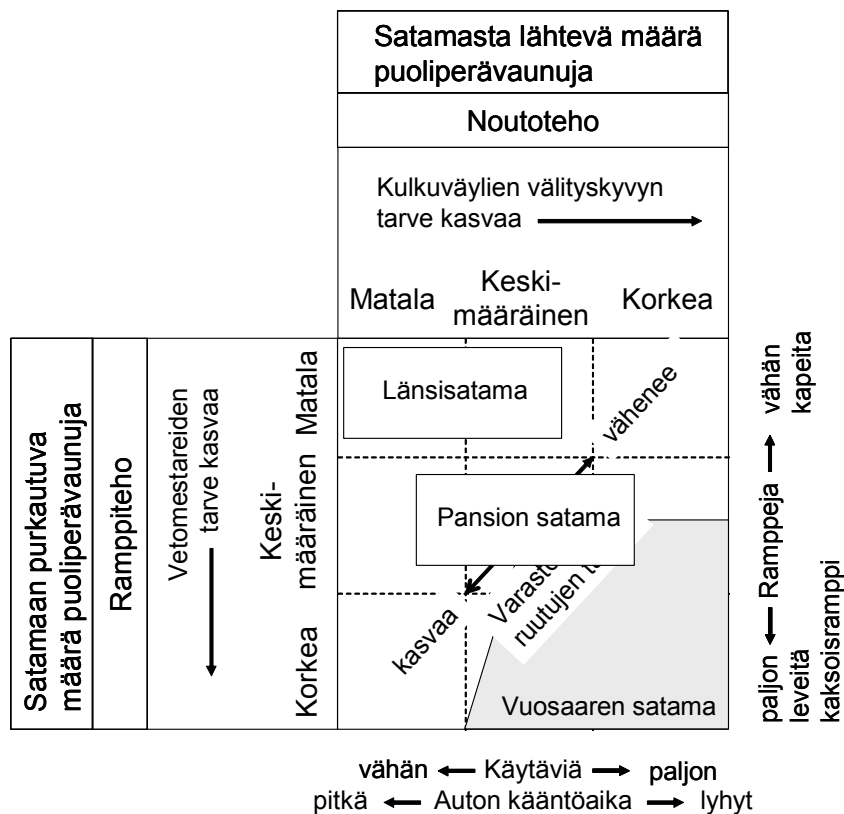 Satamasta lähtevä määrä
puoliperävaunuja
Noutoteho
Kulkuväylien välityskyvyn
tarve kasvaa
Matala
Keski-
määräinen
Korkea
Satamaan purkautuva
määrä puoliperävaunuja
Ramppiteho
Vetomestareiden
tarve kasvaa
Matala
Keski-
määräinen
Korkea
Länsisatama
vähenee
Pansion satama
kasvaa
ruutujen
Vuosaaren satama
vähän
kapeita
Ramppeja
paljon
leveitä
kaksoisramppi
vähän Käytäviä paljon
pitkä Auton kääntöaika lyhyt